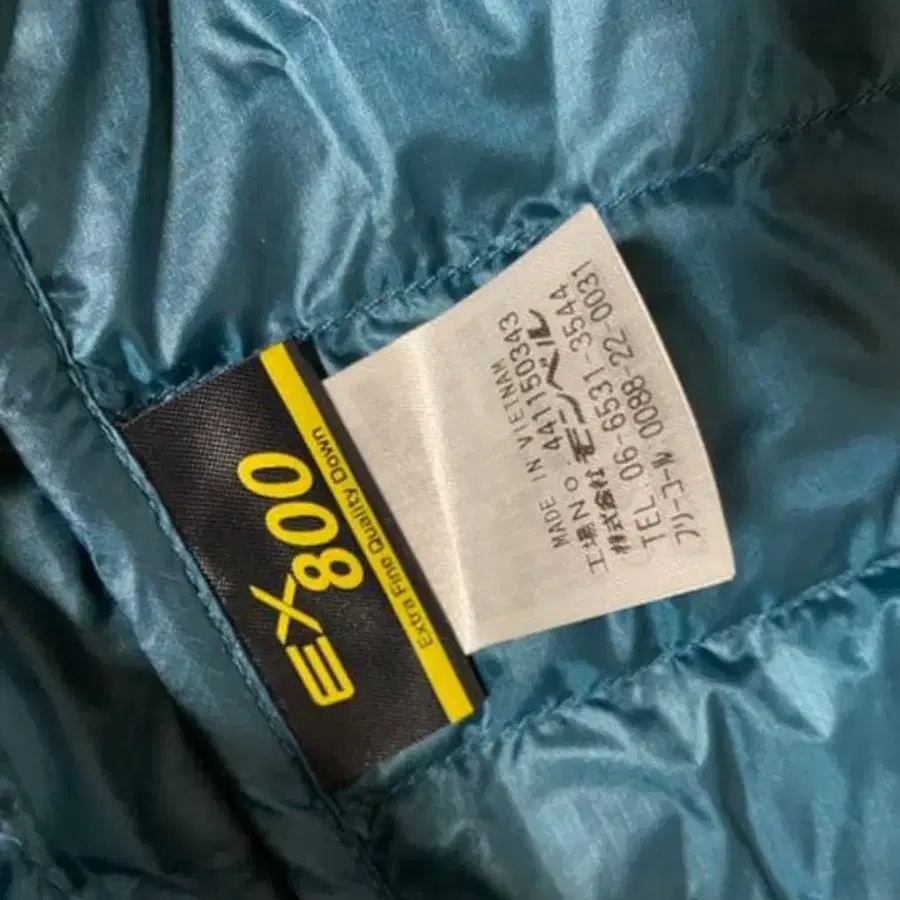 EX800
Extra Fine Quality Down
MADE IN VIETNAM
工場No. 441150343
株式会社モンベル
TEL 06-6531-3544
フリーコール 0088-22-0031